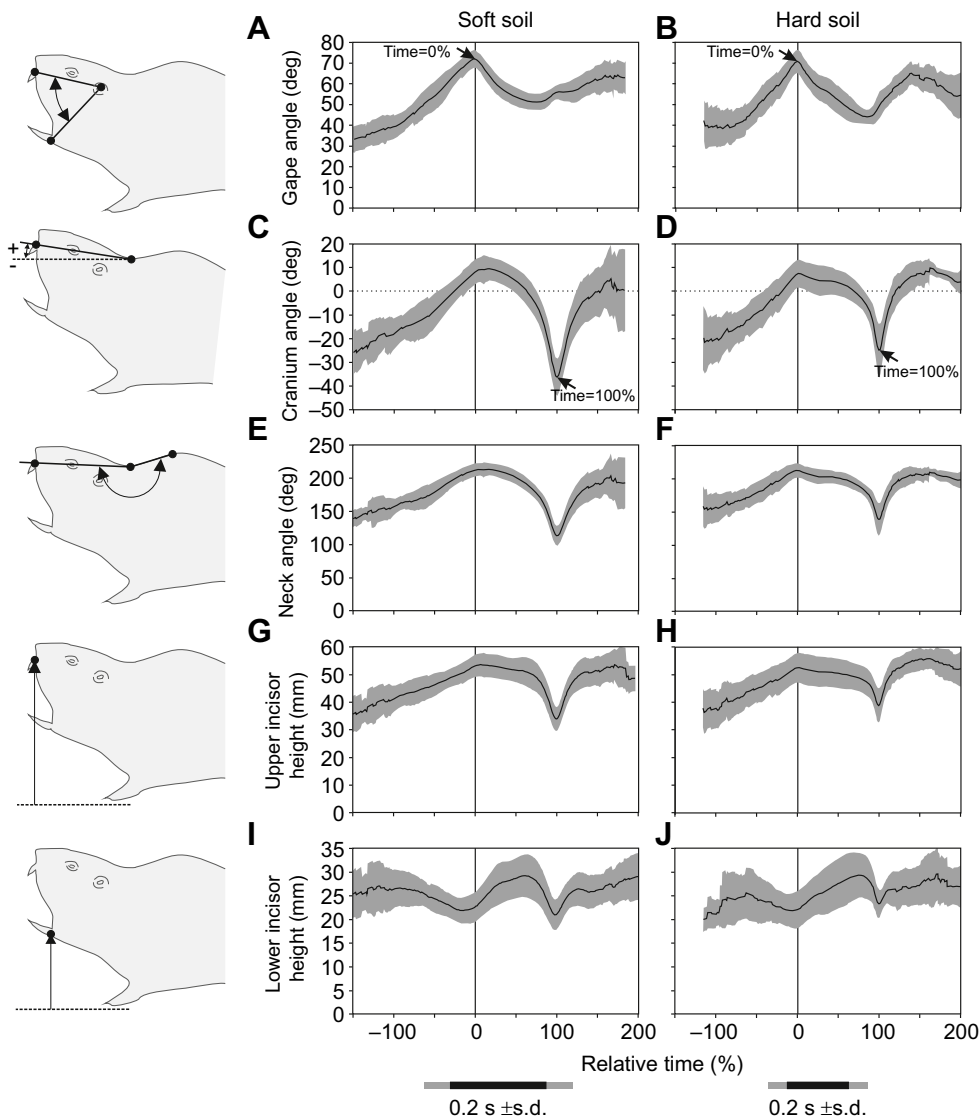 Soft soil
Hard soil
A
B
Time=0%
Time=0%
Gape angle (deg)
80
70
60
50
40
30
20
10
0
+
-
C
D
Cranium angle (deg)
20
10
0
–10
–20
–30
–40
–50
Time=100%
Time=100%
E
F
Neck angle (deg)
250
200
150
100
50
0
G
H
Upper incisor
height (mm)
60
50
40
30
20
10
0
I
J
Lower incisor
height (mm)
35
30
25
20
15
10
5
0
–100 0 100 200
–100 0 100 200
Relative time (%)
0.2 s ±s.d.
0.2 s ±s.d.